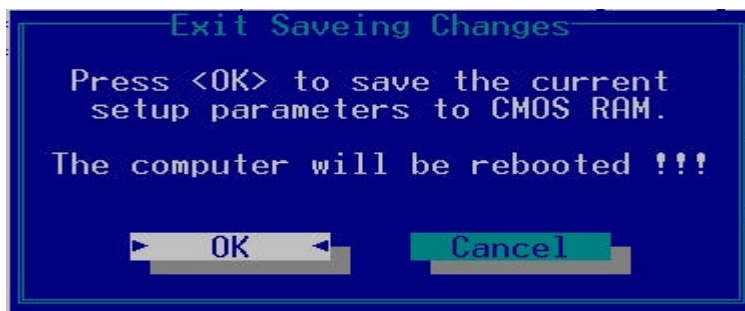 Exit Saveing Changes
Press <OK> to save the current
setup parameters to CMOS RAM.
The computer will be rebooted !!!
OK
Cancel